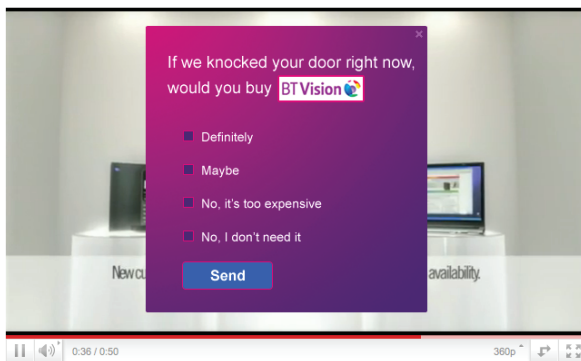 ×
If we knocked your door right now,
would you buy BT Vision
Definitely
Maybe
No, it's too expensive
No, I don't need it
Send
New cu
availability.
0:36 / 0:50
360p